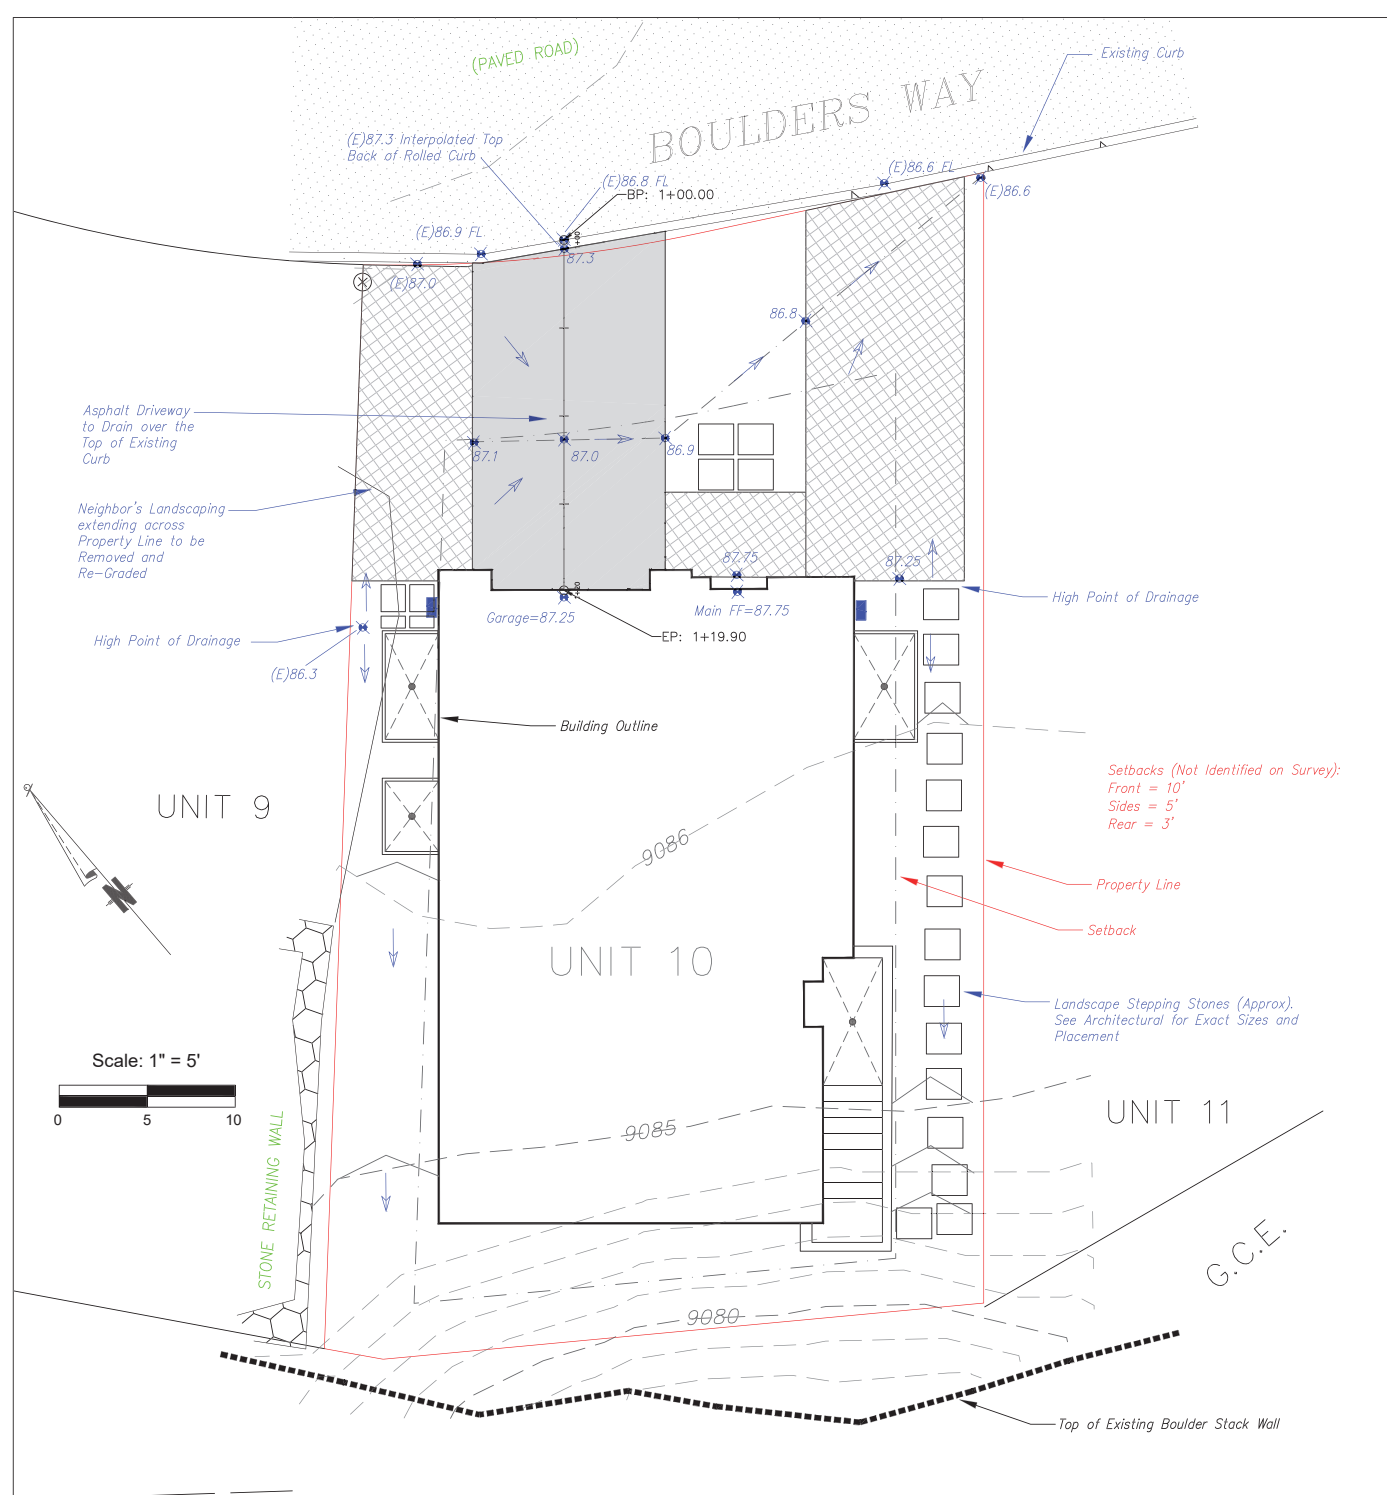 (PAVED ROAD)
Existing Curb
BOULDERS WAY
(E)87.3 Interpolated Top
Back of Rolled Curb
(E)86.6 FL
(E)86.8 FL
(E)86.6
BP: 1+00.00
(E)86.9 FL
1+00
87.3
(E)87.0
86.8
Asphalt Driveway
to Drain over the
Top of Existing
Curb
87.1
87.0
86.9
Neighbor's Landscaping
extending across
Property Line to be
Removed and
Re-Graded
87.75
87.25
High Point of Drainage
1+20
Garage=87.25
Main FF=87.75
High Point of Drainage
EP: 1+19.90
(E)86.3
Building Outline
Setbacks (Not Identified on Survey):
Front = 10'
Sides = 5'
Rear = 3'
UNIT 9
9086
N
Property Line
Setback
UNIT 10
Landscape Stepping Stones (Approx).
See Architectural for Exact Sizes and
Placement
Scale: 1" = 5'
0 5 10
UNIT 11
9085
STONE RETAINING WALL
G.C.E.
9080
Top of Existing Boulder Stack Wall